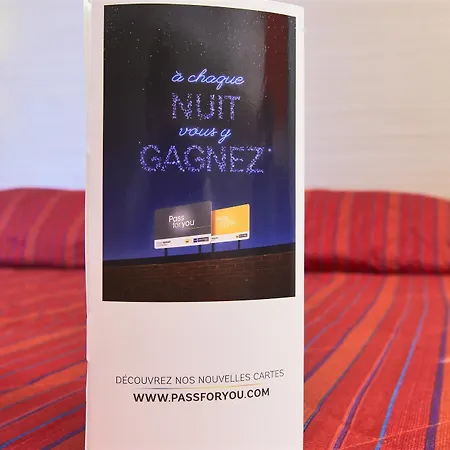 à chaque
NUIT
vous y
GAGNEZ*
Pass
for you
DÉCOUVREZ NOS NOUVELLES CARTES
WWW.PASSFORYOU.COM